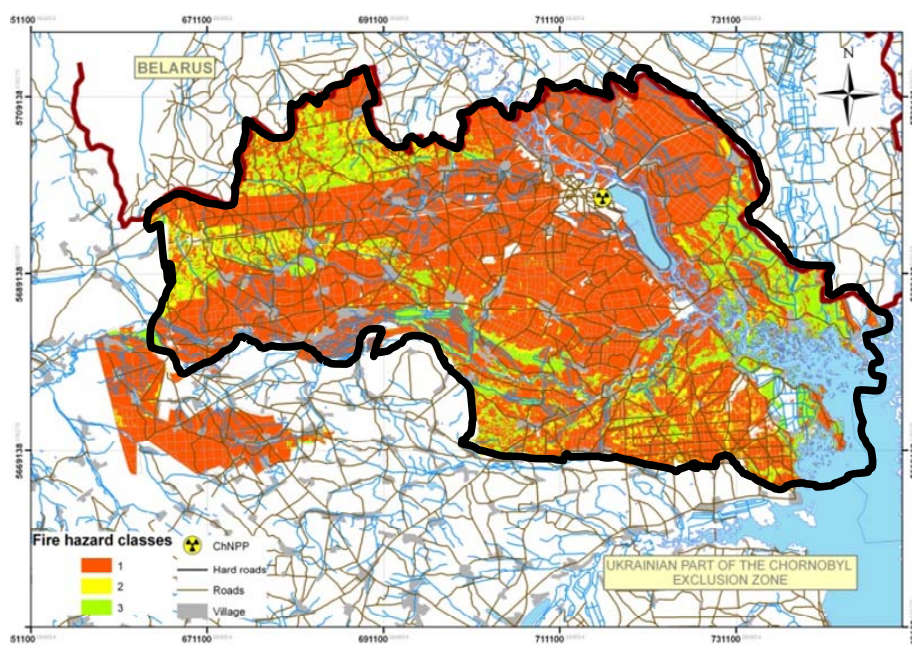 51100 671100 691100 711100 731100
BELARUS
N
5709138
5689138
5669138
Fire hazard classes
1
2
3
ChNPP
Hard roads
Roads
Village
UKRAINIAN PART OF THE CHORNOBYL
EXCLUSION ZONE
51100 671100 691100 711100 731100